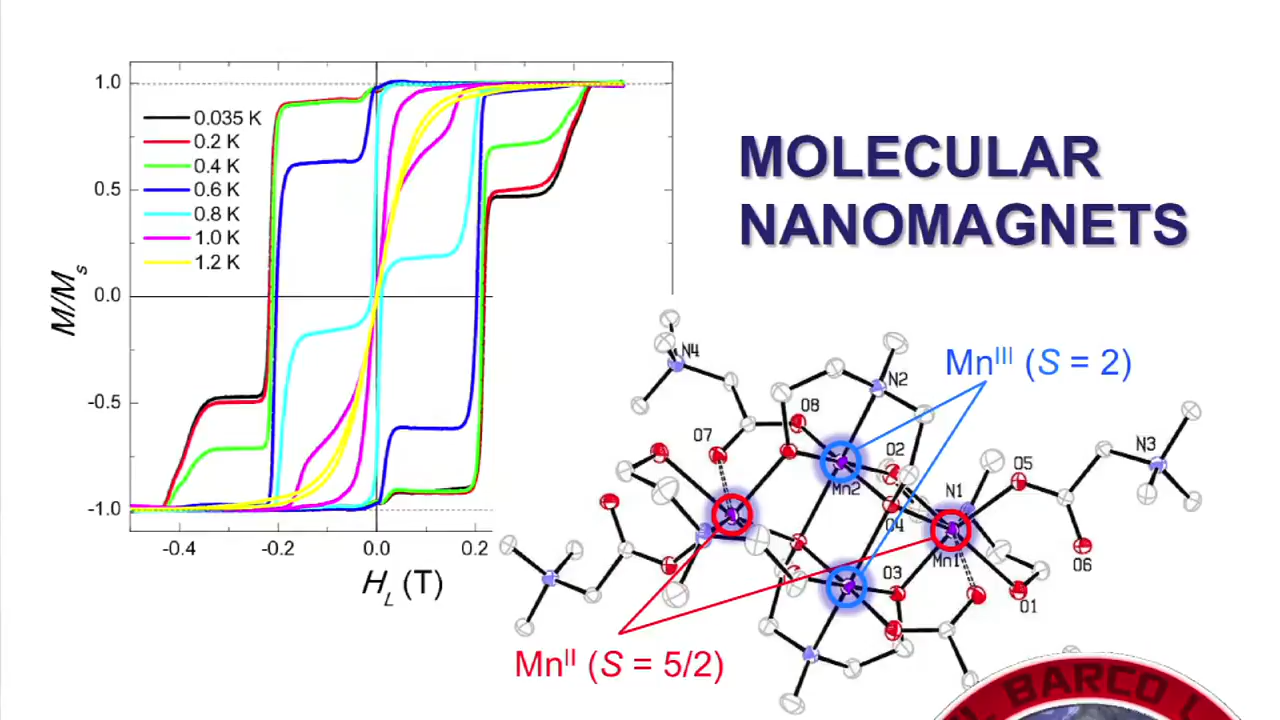 MOLECULAR
NANOMAGNETS
1.0
0.5
0.0
-0.5
-1.0
M/Ms
0.035 K
0.2 K
0.4 K
0.6 K
0.8 K
1.0 K
1.2 K
-0.4
-0.2
0.0
0.2
HL (T)
MnIII (S = 2)
N4
N2
O8
O7
O2
Mn2
N1
O5
N3
O4
Mn1
O6
O3
O1
MnII (S = 5/2)
EL BARCO L